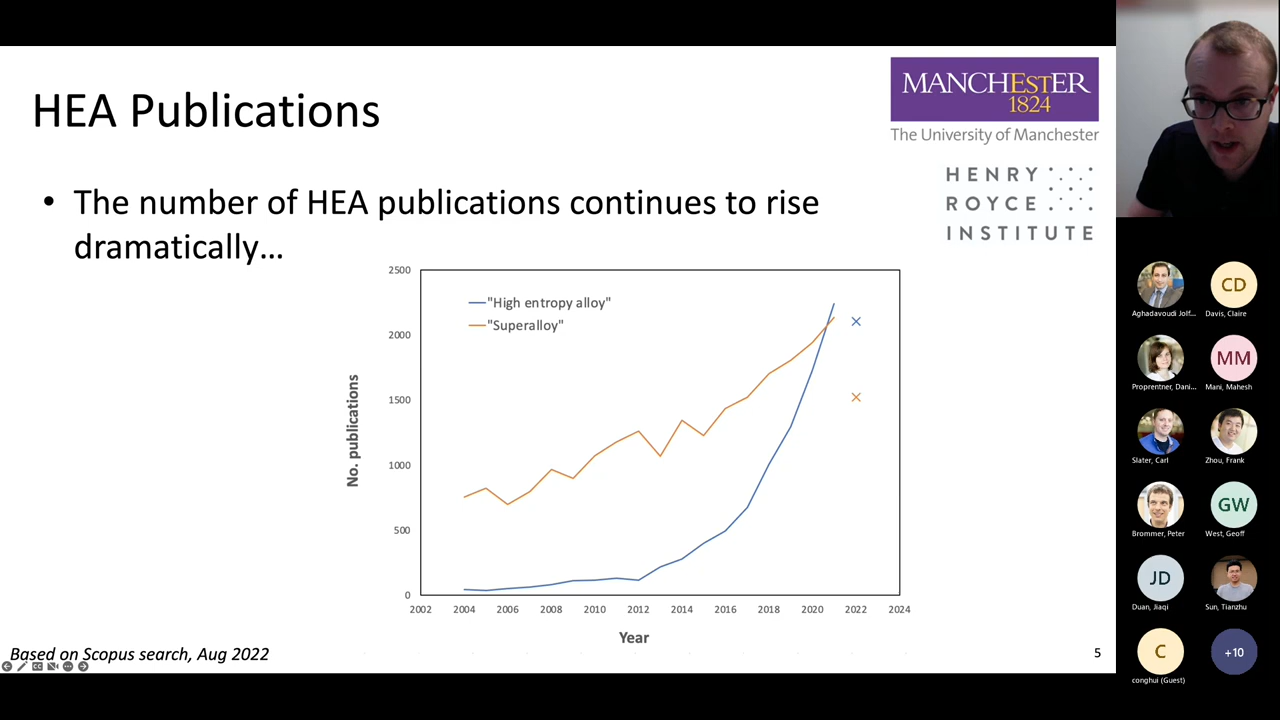 HEA Publications
MANCHESTER
1824
The University of Manchester
HENRY
ROYCE
INSTITUTE
• The number of HEA publications continues to rise
dramatically...
2500
2000
1500
1000
500
0
"High entropy alloy"
"Superalloy"
No. publications
2002 2004 2006 2008 2010 2012 2014 2016 2018 2020 2022 2024
Year
Based on Scopus search, Aug 2022
5
Aghadavoudi Jolf...
CD
Davis, Claire
Proprentner, Dani...
MM
Mani, Mahesh
Slater, Carl
Zhou, Frank
Brommer, Peter
GW
West, Geoff
JD
Duan, Jiaqi
Sun, Tianzhu
C
conghui (Guest)
+10